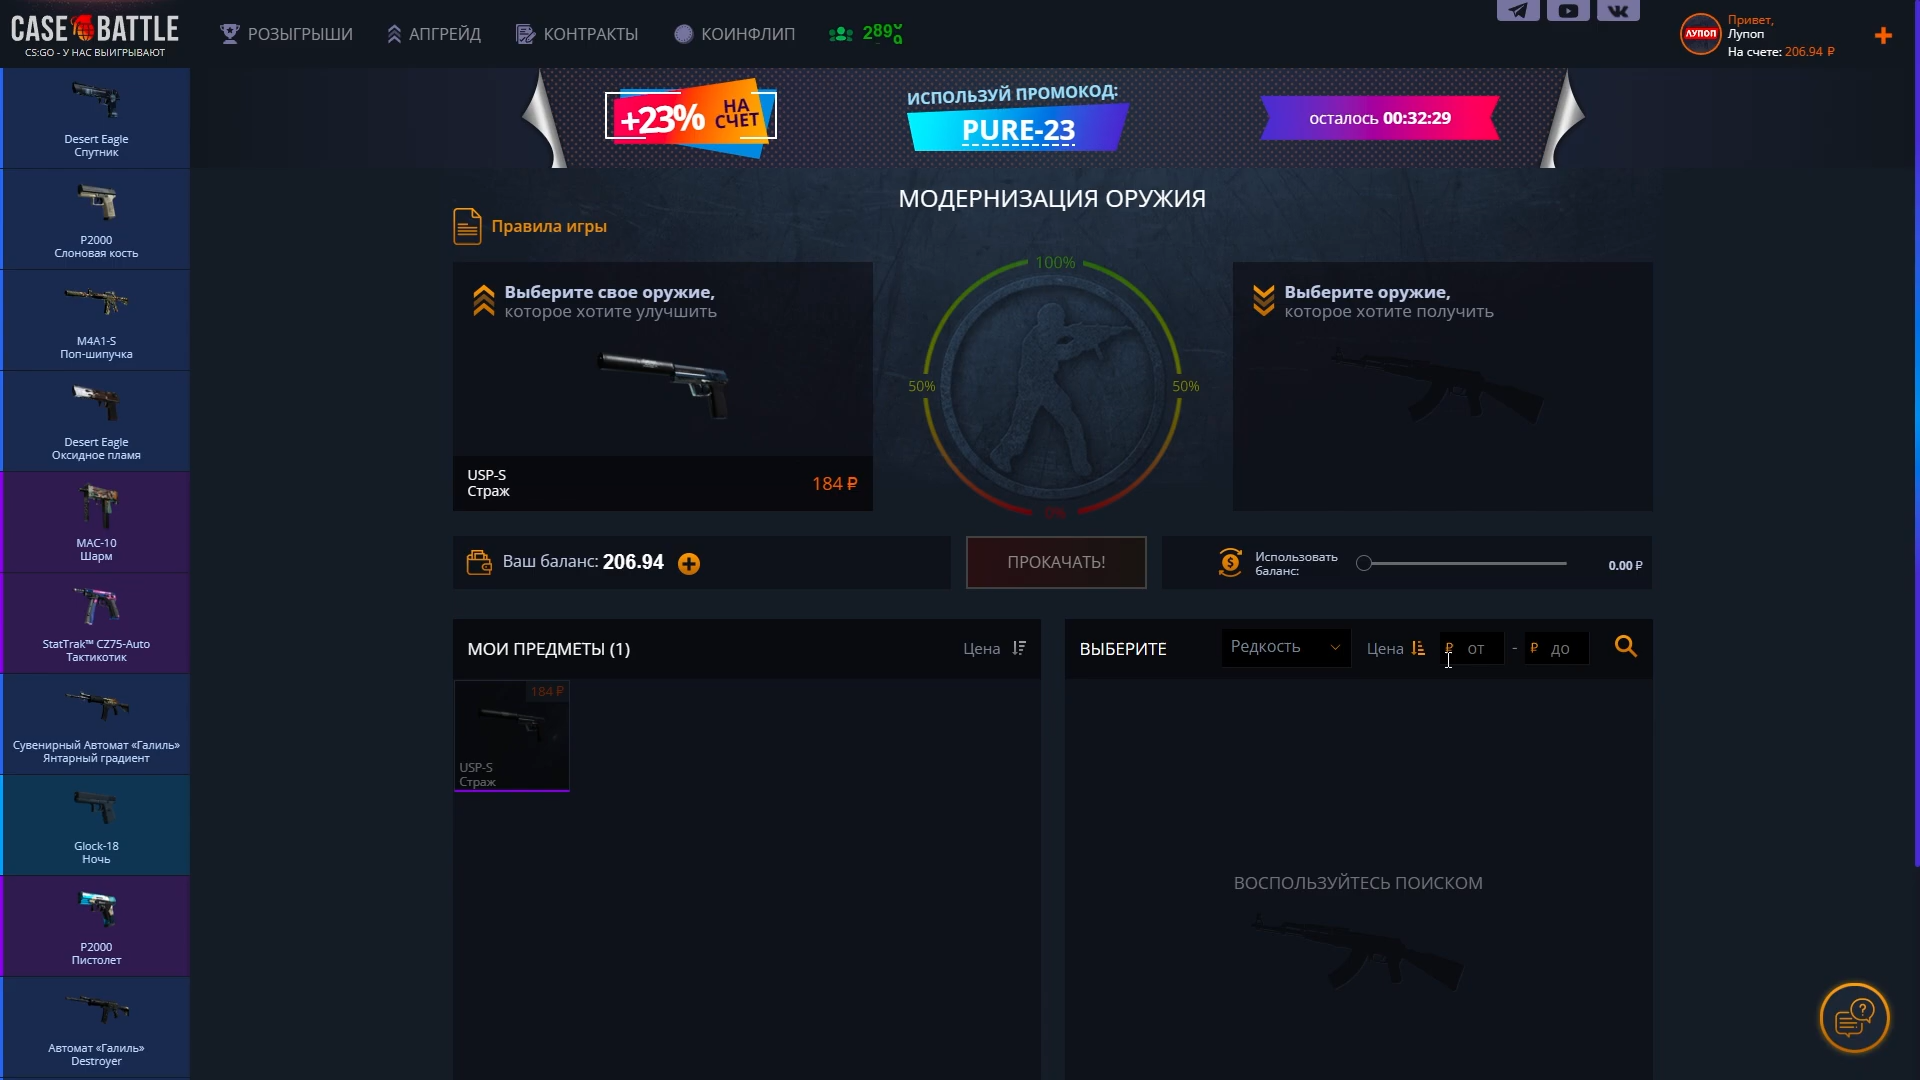 CASE BATTLE
CS:GO - У НАС ВЫИГРЫВАЮТ
РОЗЫГРЫШИ
АПГРЕЙД
КОНТРАКТЫ
КОИНФЛИП
Привет,
Лупоп
На счете: 206.94 ₽
ЛУПОП
+23%
НА СЧЕТ
ИСПОЛЬЗУЙ ПРОМОКОД:
PURE-23
осталось 00:32:29
Desert Eagle
Спутник
P2000
Слоновая кость
M4A1-S
Поп-шипучка
Desert Eagle
Оксидное пламя
MAC-10
Шарм
StatTrak™ CZ75-Auto
Тактикотик
Сувенирный Автомат «Галиль»
Янтарный градиент
Glock-18
Ночь
P2000
Пистолет
Автомат «Галиль»
Destroyer
МОДЕРНИЗАЦИЯ ОРУЖИЯ
Правила игры
Выберите свое оружие,
которое хотите улучшить
USP-S
Страж
184 ₽
100%
50%
50%
0%
Выберите оружие,
которое хотите получить
Ваш баланс: 206.94
ПРОКАЧАТЬ!
Использовать
баланс:
0.00 ₽
МОИ ПРЕДМЕТЫ (1)
Цена
184 ₽
USP-S
Страж
ВЫБЕРИТЕ
Редкость
Цена
₽ от - ₽ до
ВОСПОЛЬЗУЙТЕСЬ ПОИСКОМ